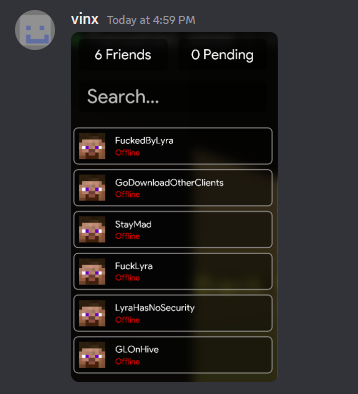 vinx Today at 4:59 PM
6 Friends 0 Pending
Search...
FuckedByLyra
Offline
GoDownloadOtherClients
Offline
StayMad
Offline
FuckLyra
Offline
LyraHasNoSecurity
Offline
GLOnHive
Offline